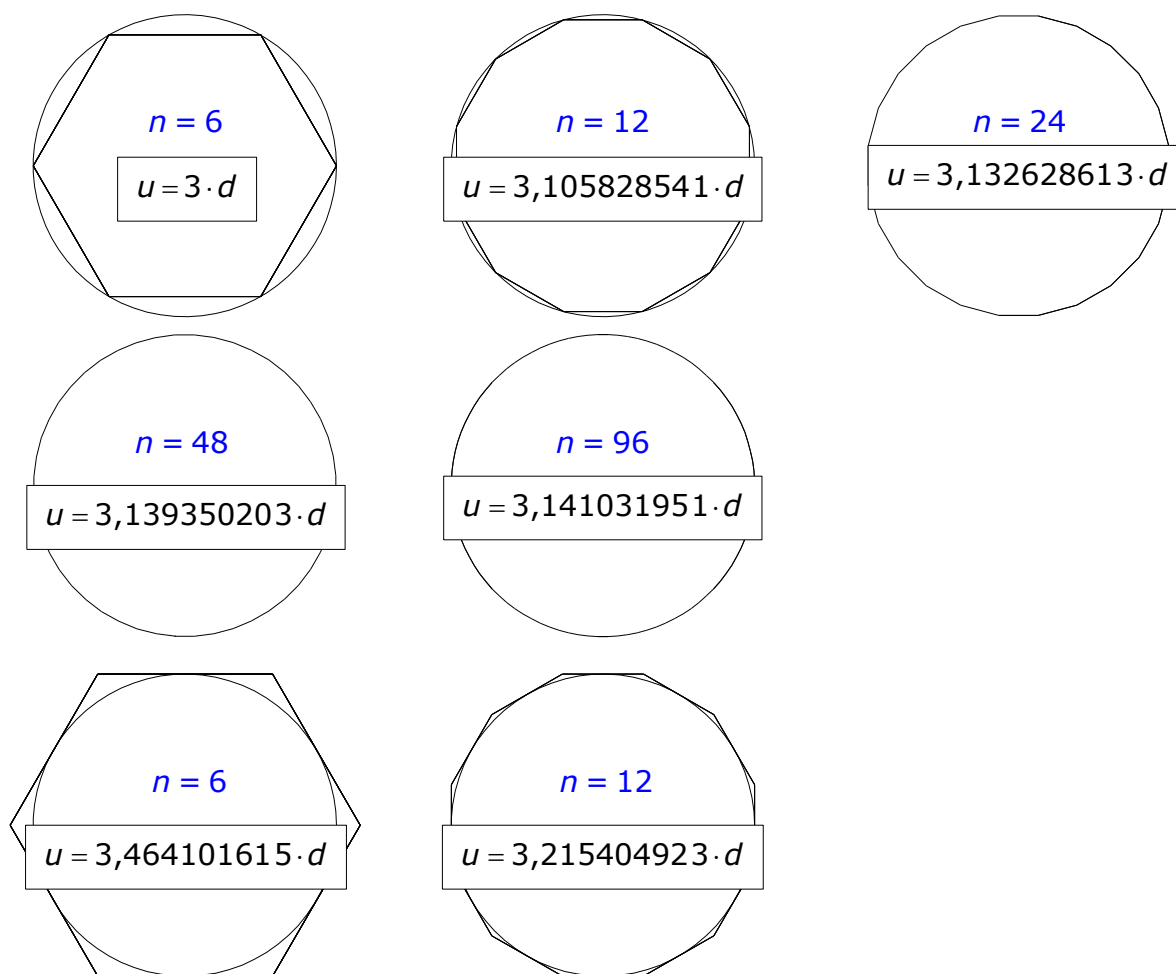 n = 6
u = 3 · d
n = 12
u = 3,105828541 · d
n = 24
u = 3,132628613 · d
n = 48
u = 3,139350203 · d
n = 96
u = 3,141031951 · d
n = 6
u = 3,464101615 · d
n = 12
u = 3,215404923 · d